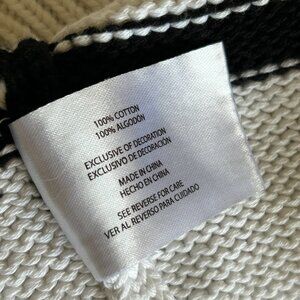 100% COTTON
100% ALGODON
EXCLUSIVE OF DECORATION
EXCLUSIVO DE DECORACIÓN
MADE IN CHINA
HECHO EN CHINA
SEE REVERSE FOR CARE
VER AL REVERSO PARA CUIDADO